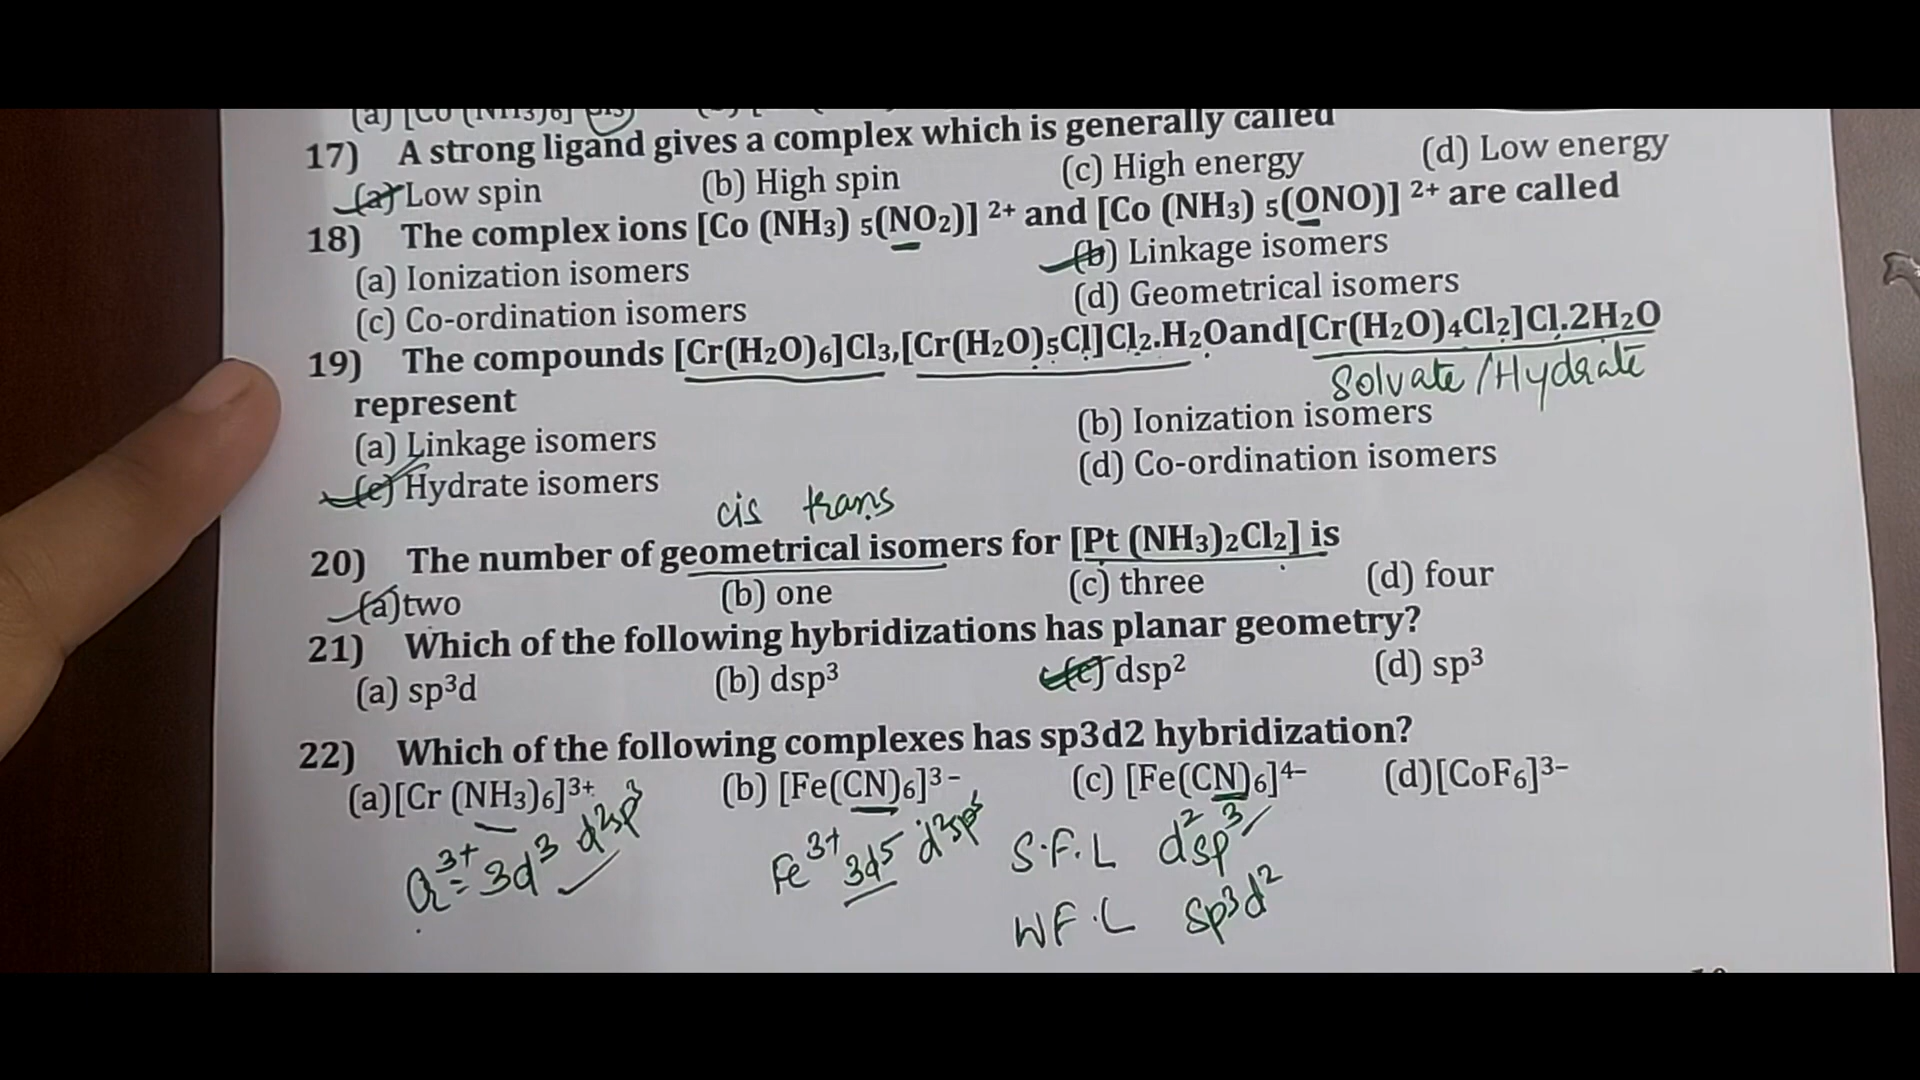 (a) [Co (NH3)6]
17) A strong ligand gives a complex which is generally called
(a) Low spin (b) High spin (c) High energy (d) Low energy
18) The complex ions [Co (NH3) 5(NO2)] 2+ and [Co (NH3) 5(ONO)] 2+ are called
(a) Ionization isomers (b) Linkage isomers
(c) Co-ordination isomers (d) Geometrical isomers
19) The compounds [Cr(H2O)6]Cl3,[Cr(H2O)5Cl]Cl2.H2Oand[Cr(H2O)4Cl2]Cl.2H2O
Solvate / Hydrate
represent
(a) Linkage isomers (b) Ionization isomers
(c) Hydrate isomers (d) Co-ordination isomers
cis trans
20) The number of geometrical isomers for [Pt (NH3)2Cl2] is
(a)two (b) one (c) three (d) four
21) Which of the following hybridizations has planar geometry?
(a) sp³d (b) dsp³ (c) dsp² (d) sp³
22) Which of the following complexes has sp3d2 hybridization?
(a)[Cr (NH3)6]3+ (b) [Fe(CN)6]3− (c) [Fe(CN)6]4− (d)[CoF6]3−
Cr3+ = 3d3 d2sp3 Fe3+ 3d5 d2sp3 S.F.L d2sp3
WF.L sp3d2